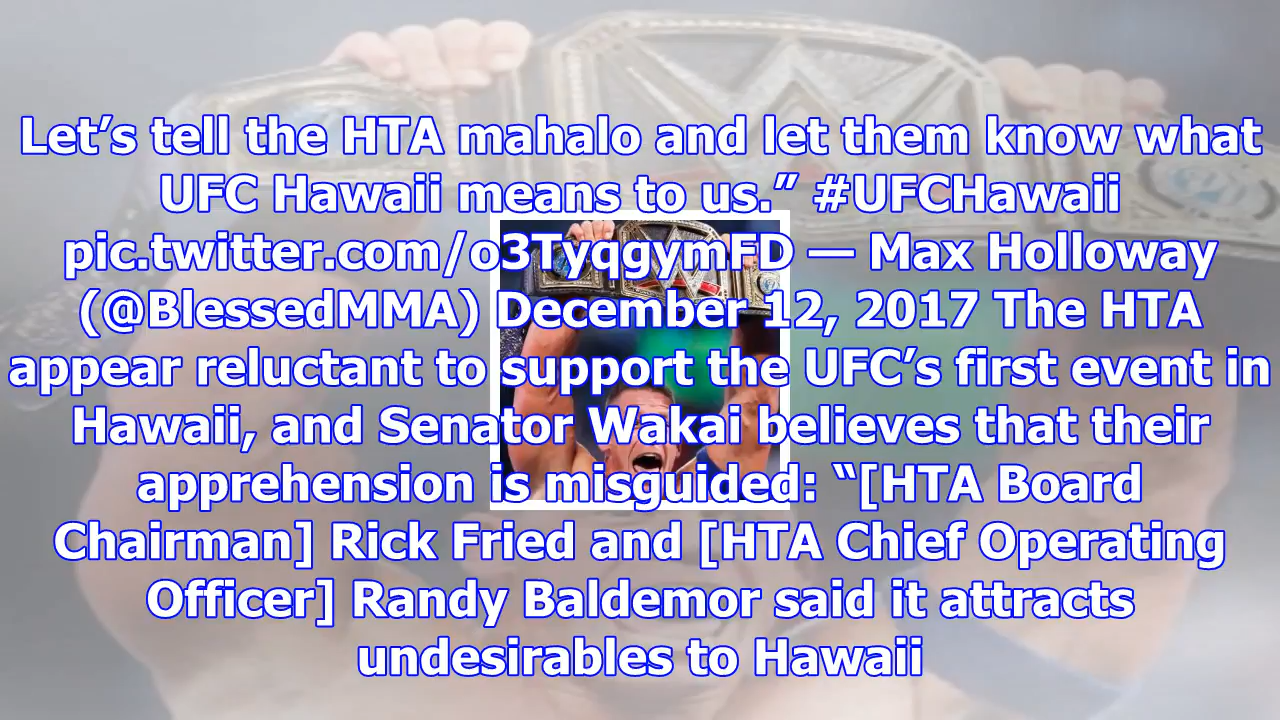 Let’s tell the HTA mahalo and let them know what
UFC Hawaii means to us.” #UFCHawaii
pic.twitter.com/o3TyqgymFD — Max Holloway
(@BlessedMMA) December 12, 2017 The HTA
appear reluctant to support the UFC’s first event in
Hawaii, and Senator Wakai believes that their
apprehension is misguided: “[HTA Board
Chairman] Rick Fried and [HTA Chief Operating
Officer] Randy Baldemor said it attracts
undesirables to Hawaii